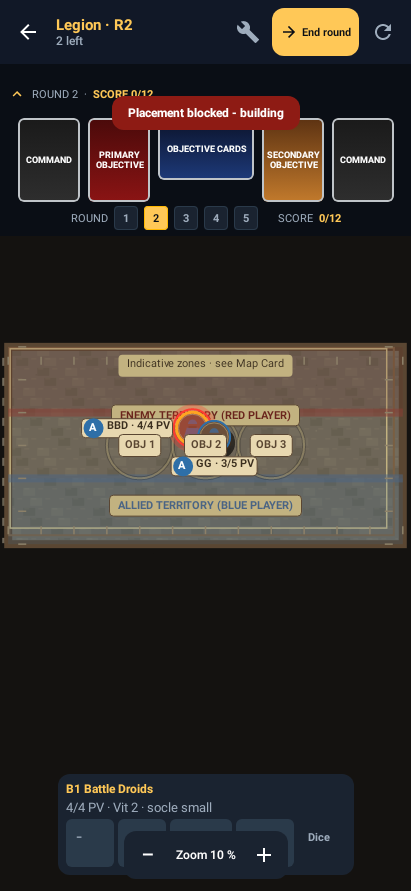 Legion · R2
2 left
End round
ROUND 2 · SCORE 0/12
Placement blocked - building
COMMAND
PRIMARY
OBJECTIVE
OBJECTIVE CARDS
SECONDARY
OBJECTIVE
COMMAND
ROUND 1 2 3 4 5 SCORE 0/12
Indicative zones · see Map Card
ENEMY TERRITORY (RED PLAYER)
A BBD · 4/4 PV
OBJ 1
OBJ 2
OBJ 3
A GG · 3/5 PV
ALLIED TERRITORY (BLUE PLAYER)
B1 Battle Droids
4/4 PV · Vit 2 · socle small
Dice
− Zoom 10 % +